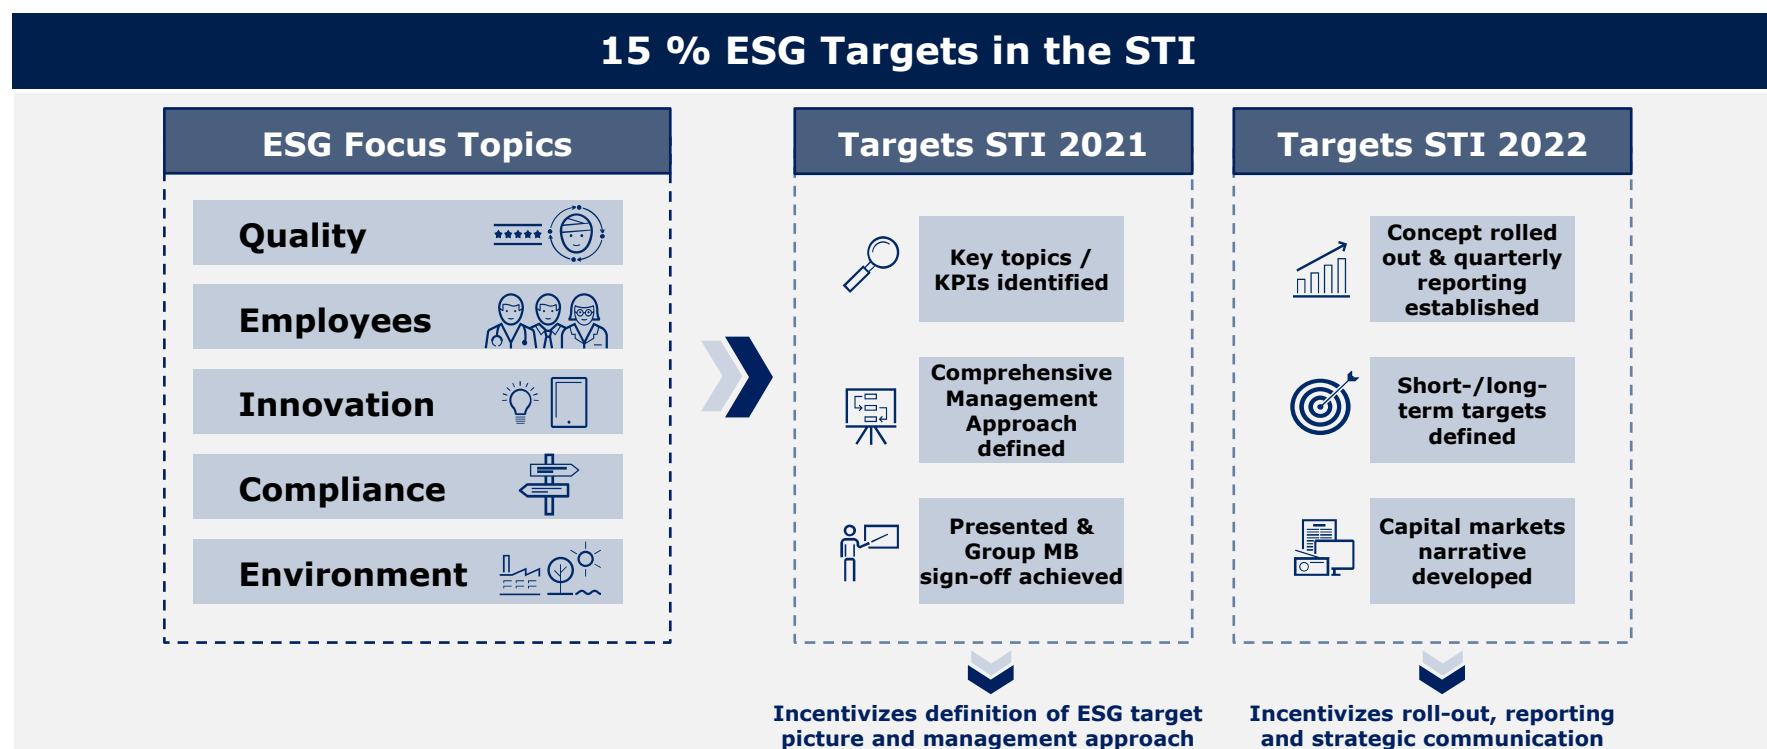 15 % ESG Targets in the STI
ESG Focus Topics
Quality
Employees
Innovation
Compliance
Environment
Targets STI 2021
Key topics /
KPIs identified
Comprehensive
Management
Approach
defined
Presented &
Group MB
sign-off achieved
Incentivizes definition of ESG target
picture and management approach
Targets STI 2022
Concept rolled
out & quarterly
reporting
established
Short-/long-
term targets
defined
Capital markets
narrative
developed
Incentivizes roll-out, reporting
and strategic communication